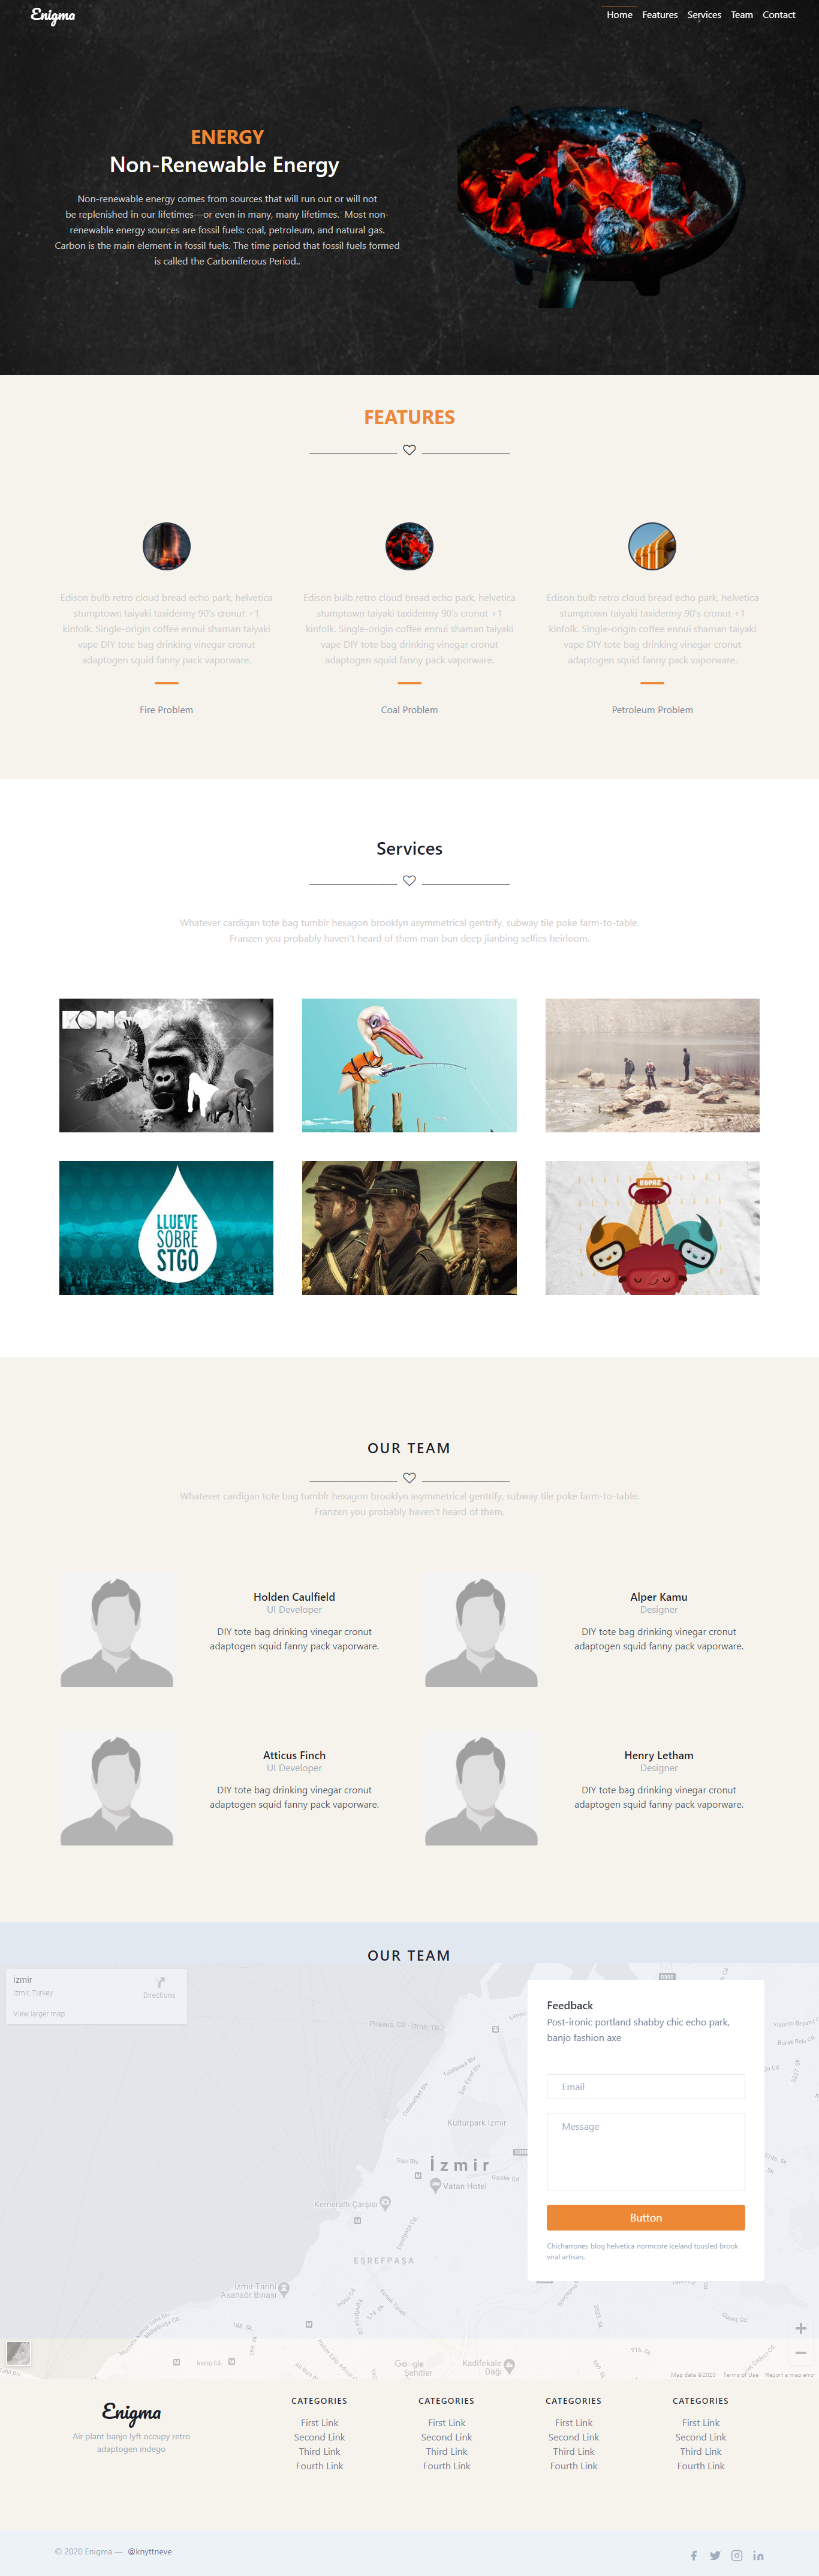 Enigma
Home Features Services Team Contact
ENERGY
Non-Renewable Energy
Non-renewable energy comes from sources that will run out or will not
be replenished in our lifetimes—or even in many, many lifetimes. Most non-
renewable energy sources are fossil fuels: coal, petroleum, and natural gas.
Carbon is the main element in fossil fuels. The time period that fossil fuels formed
is called the Carboniferous Period..
FEATURES
Edison bulb retro cloud bread echo park, helvetica
stumptown taiyaki taxidermy 90's cronut +1
kinfolk. Single-origin coffee ennui shaman taiyaki
vape DIY tote bag drinking vinegar cronut
adaptogen squid fanny pack vaporware.
Fire Problem
Edison bulb retro cloud bread echo park, helvetica
stumptown taiyaki taxidermy 90's cronut +1
kinfolk. Single-origin coffee ennui shaman taiyaki
vape DIY tote bag drinking vinegar cronut
adaptogen squid fanny pack vaporware.
Coal Problem
Edison bulb retro cloud bread echo park, helvetica
stumptown taiyaki taxidermy 90's cronut +1
kinfolk. Single-origin coffee ennui shaman taiyaki
vape DIY tote bag drinking vinegar cronut
adaptogen squid fanny pack vaporware.
Petroleum Problem
Services
Whatever cardigan tote bag tumblr hexagon brooklyn asymmetrical gentrify, subway tile poke farm-to-table.
Franzen you probably haven't heard of them man bun deep jianbing selfies heirloom.
LLUEVE
SOBRE
STGO
KOPAZ
OUR TEAM
Whatever cardigan tote bag tumblr hexagon brooklyn asymmetrical gentrify, subway tile poke farm-to-table.
Franzen you probably haven't heard of them.
Holden Caulfield
UI Developer
DIY tote bag drinking vinegar cronut
adaptogen squid fanny pack vaporware.
Alper Kamu
Designer
DIY tote bag drinking vinegar cronut
adaptogen squid fanny pack vaporware.
Atticus Finch
UI Developer
DIY tote bag drinking vinegar cronut
adaptogen squid fanny pack vaporware.
Henry Letham
Designer
DIY tote bag drinking vinegar cronut
adaptogen squid fanny pack vaporware.
OUR TEAM
İzmir
İzmir, Turkey
Directions
View larger map
Kültürpark İzmir
İzmir
Vatan Hotel
Kemeraltı Çarşısı
EŞREFPAŞA
İzmir Tarihi
Asansör Binası
Google
Şehitler
Kadifekale
Dağı
Map data ©2020 Terms of Use Report a map error
Feedback
Post-ironic portland shabby chic echo park,
banjo fashion axe
Email
Message
Button
Chicharrones blog helvetica normcore iceland tousled brook
viral artisan.
Enigma
Air plant banjo lyft occupy retro
adaptogen indego
CATEGORIES
First Link
Second Link
Third Link
Fourth Link
CATEGORIES
First Link
Second Link
Third Link
Fourth Link
CATEGORIES
First Link
Second Link
Third Link
Fourth Link
CATEGORIES
First Link
Second Link
Third Link
Fourth Link
© 2020 Enigma — @knyttneve